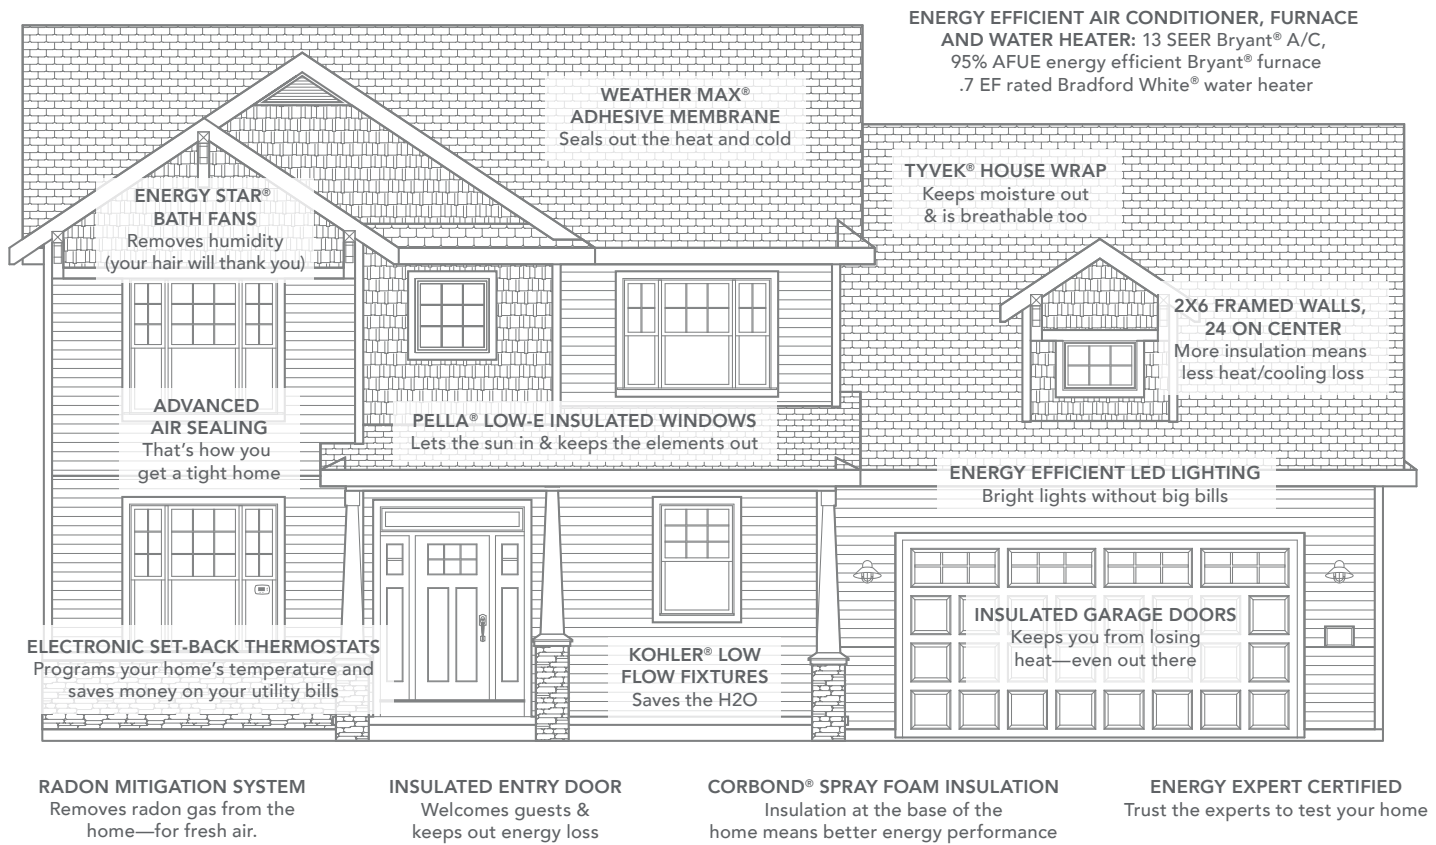 ENERGY EFFICIENT AIR CONDITIONER, FURNACE
AND WATER HEATER: 13 SEER Bryant® A/C,
95% AFUE energy efficient Bryant® furnace
.7 EF rated Bradford White® water heater
WEATHER MAX®
ADHESIVE MEMBRANE
Seals out the heat and cold
TYVEK® HOUSE WRAP
Keeps moisture out
& is breathable too
ENERGY STAR®
BATH FANS
Removes humidity
(your hair will thank you)
2X6 FRAMED WALLS,
24 ON CENTER
More insulation means
less heat/cooling loss
ADVANCED
AIR SEALING
That's how you
get a tight home
PELLA® LOW-E INSULATED WINDOWS
Lets the sun in & keeps the elements out
ENERGY EFFICIENT LED LIGHTING
Bright lights without big bills
INSULATED GARAGE DOORS
Keeps you from losing
heat—even out there
ELECTRONIC SET-BACK THERMOSTATS
Programs your home's temperature and
saves money on your utility bills
KOHLER® LOW
FLOW FIXTURES
Saves the H2O
RADON MITIGATION SYSTEM
Removes radon gas from the
home—for fresh air.
INSULATED ENTRY DOOR
Welcomes guests &
keeps out energy loss
CORBOND® SPRAY FOAM INSULATION
Insulation at the base of the
home means better energy performance
ENERGY EXPERT CERTIFIED
Trust the experts to test your home